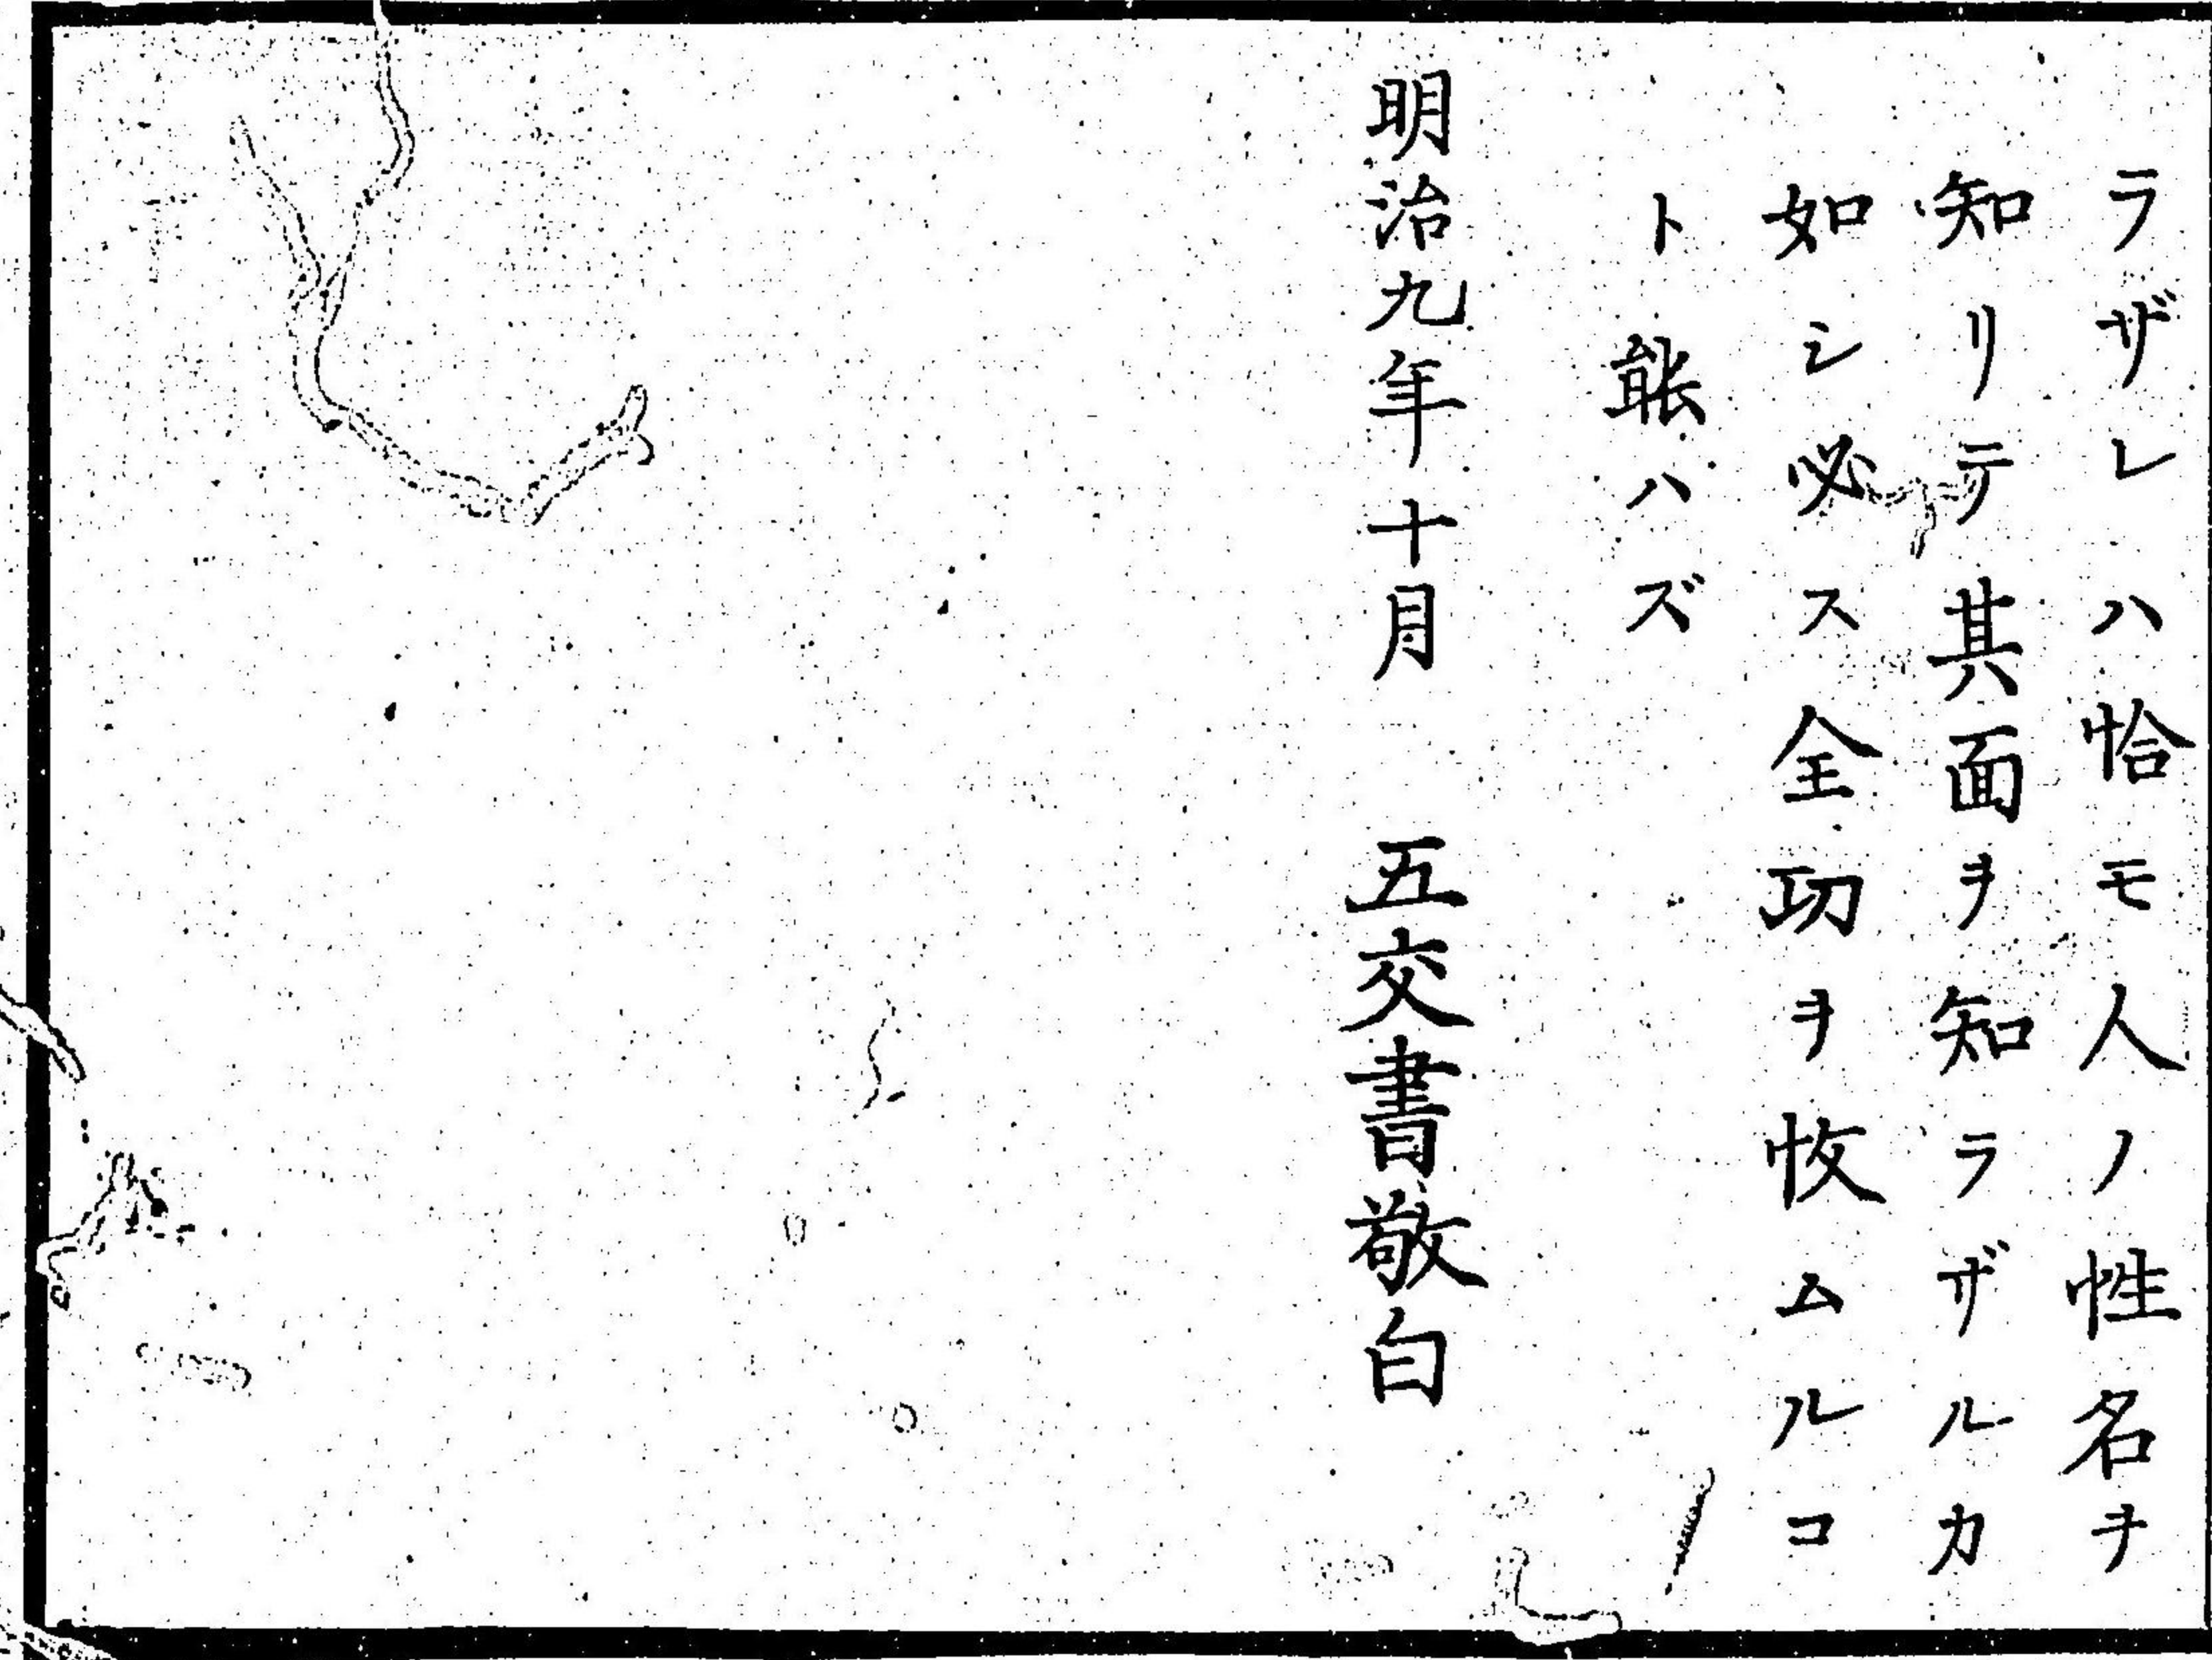 ラザレハ恰モ人ノ性名ヲ
知リテ其面ヲ知ラザルカ
如シ必ス全功ヲ收ムルコ
ト能ハズ
明治九年十月 五交書敬白